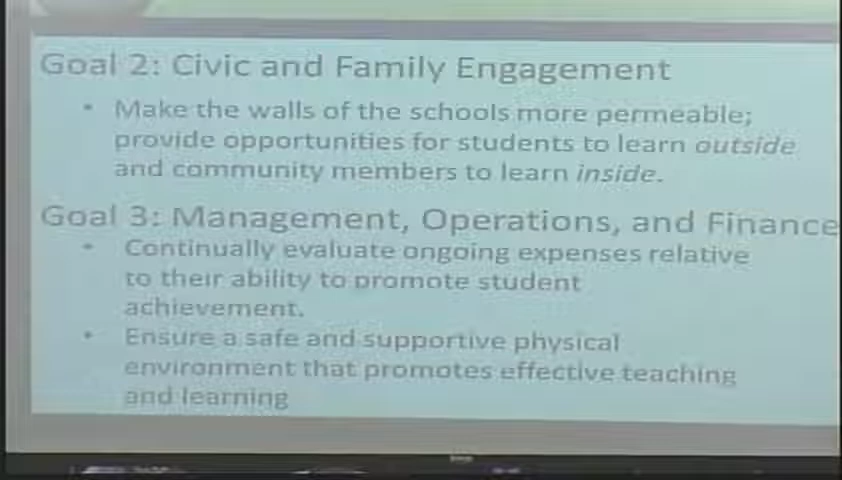 Goal 2: Civic and Family Engagement
• Make the walls of the schools more permeable;
provide opportunities for students to learn outside
and community members to learn inside.
Goal 3: Management, Operations, and Finance
• Continually evaluate ongoing expenses relative
to their ability to promote student
achievement.
• Ensure a safe and supportive physical
environment that promotes effective teaching
and learning